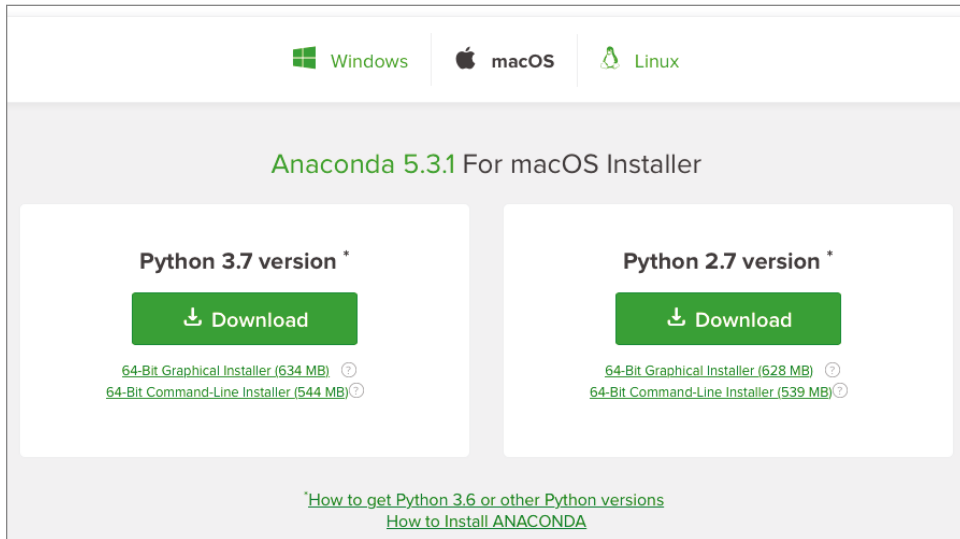 Windows macOS Linux
Anaconda 5.3.1 For macOS Installer
Python 3.7 version *
Download
64-Bit Graphical Installer (634 MB) ?
64-Bit Command-Line Installer (544 MB) ?
Python 2.7 version *
Download
64-Bit Graphical Installer (628 MB) ?
64-Bit Command-Line Installer (539 MB) ?
*How to get Python 3.6 or other Python versions
How to Install ANACONDA